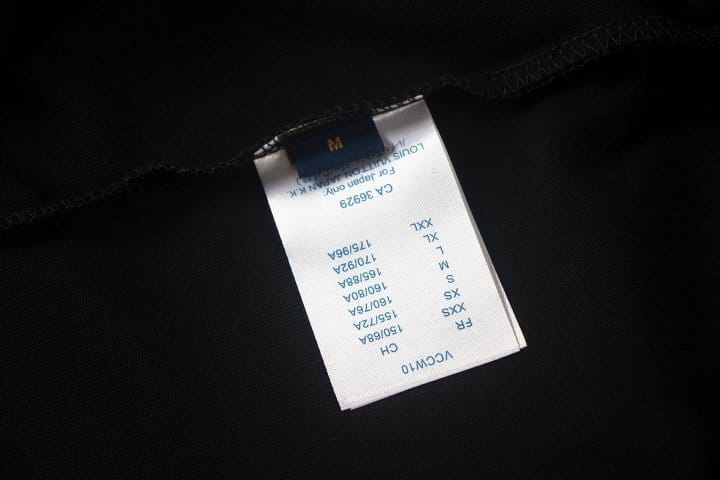 M
VCCW10
FR CH
XXS 150/68A
XS 155/72A
S 160/76A
M 160/80A
L 165/88A
XL 170/92A
XXL 175/96A
CA 36929
For Japan only:
LOUIS VUITTON JAPAN K.K.